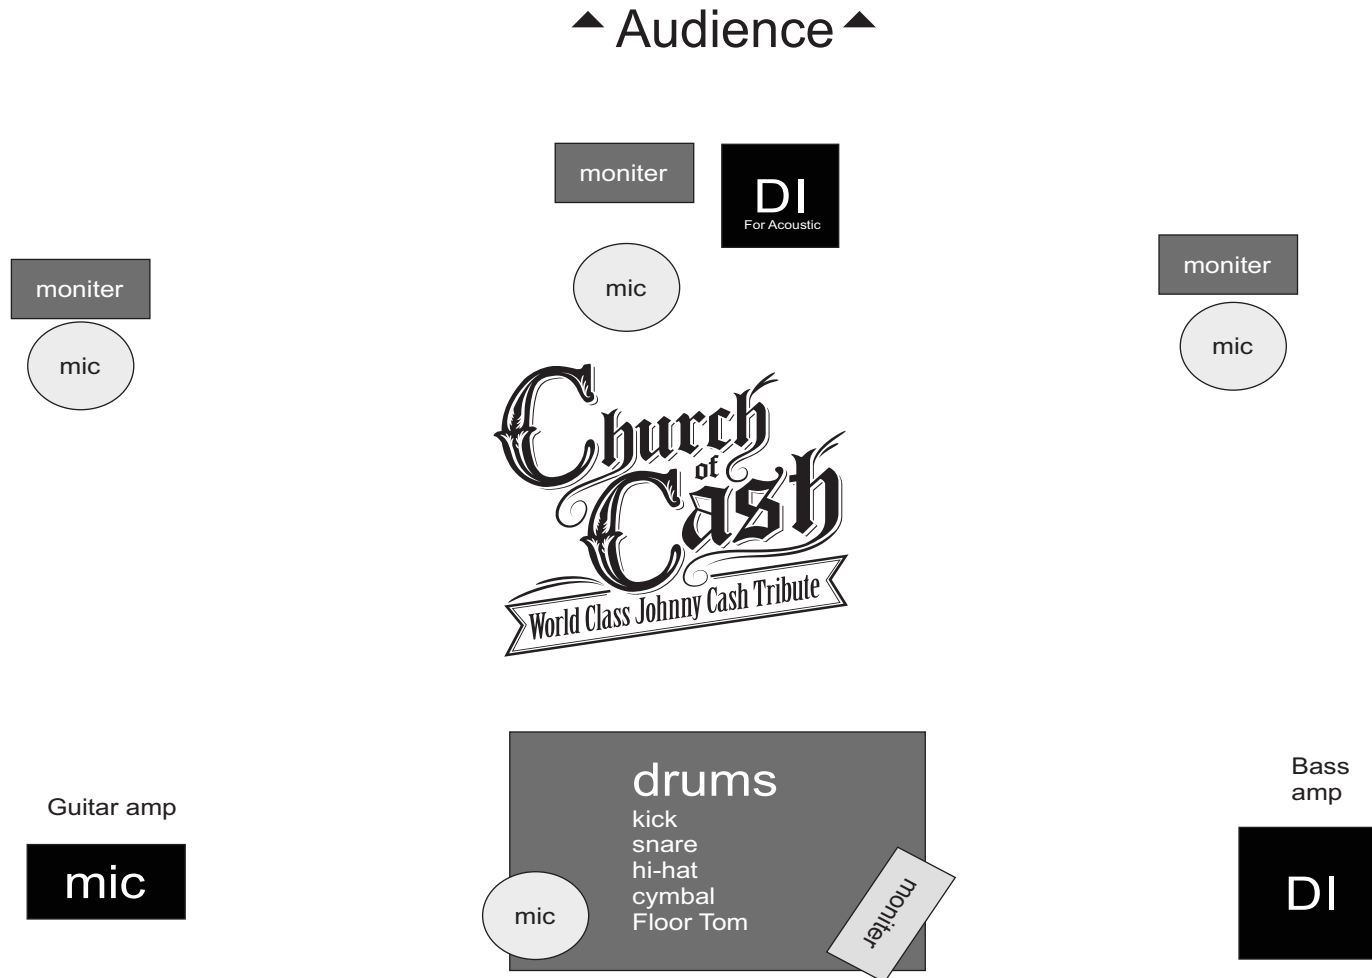 Audience
moniter
DI
For Acoustic
mic
moniter
mic
moniter
mic
Church
of
Cash
World Class Johnny Cash Tribute
Guitar amp
mic
drums
kick
snare
hi-hat
cymbal
Floor Tom
mic
moniter
Bass
amp
DI